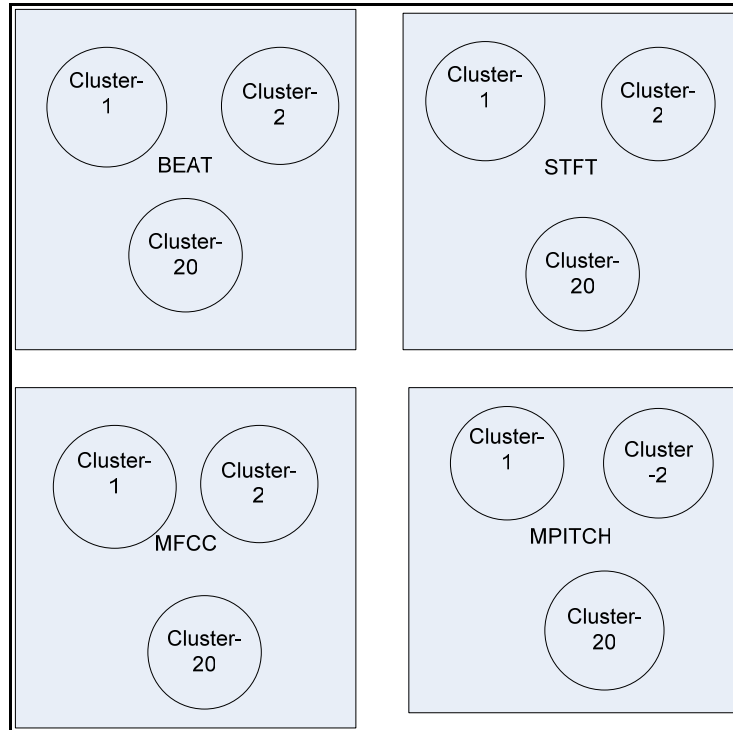 Cluster-
1
Cluster-
2
BEAT
Cluster-
20
Cluster-
1
Cluster-
2
STFT
Cluster-
20
Cluster-
1
Cluster-
2
MFCC
Cluster-
20
Cluster-
1
Cluster
-2
MPITCH
Cluster-
20